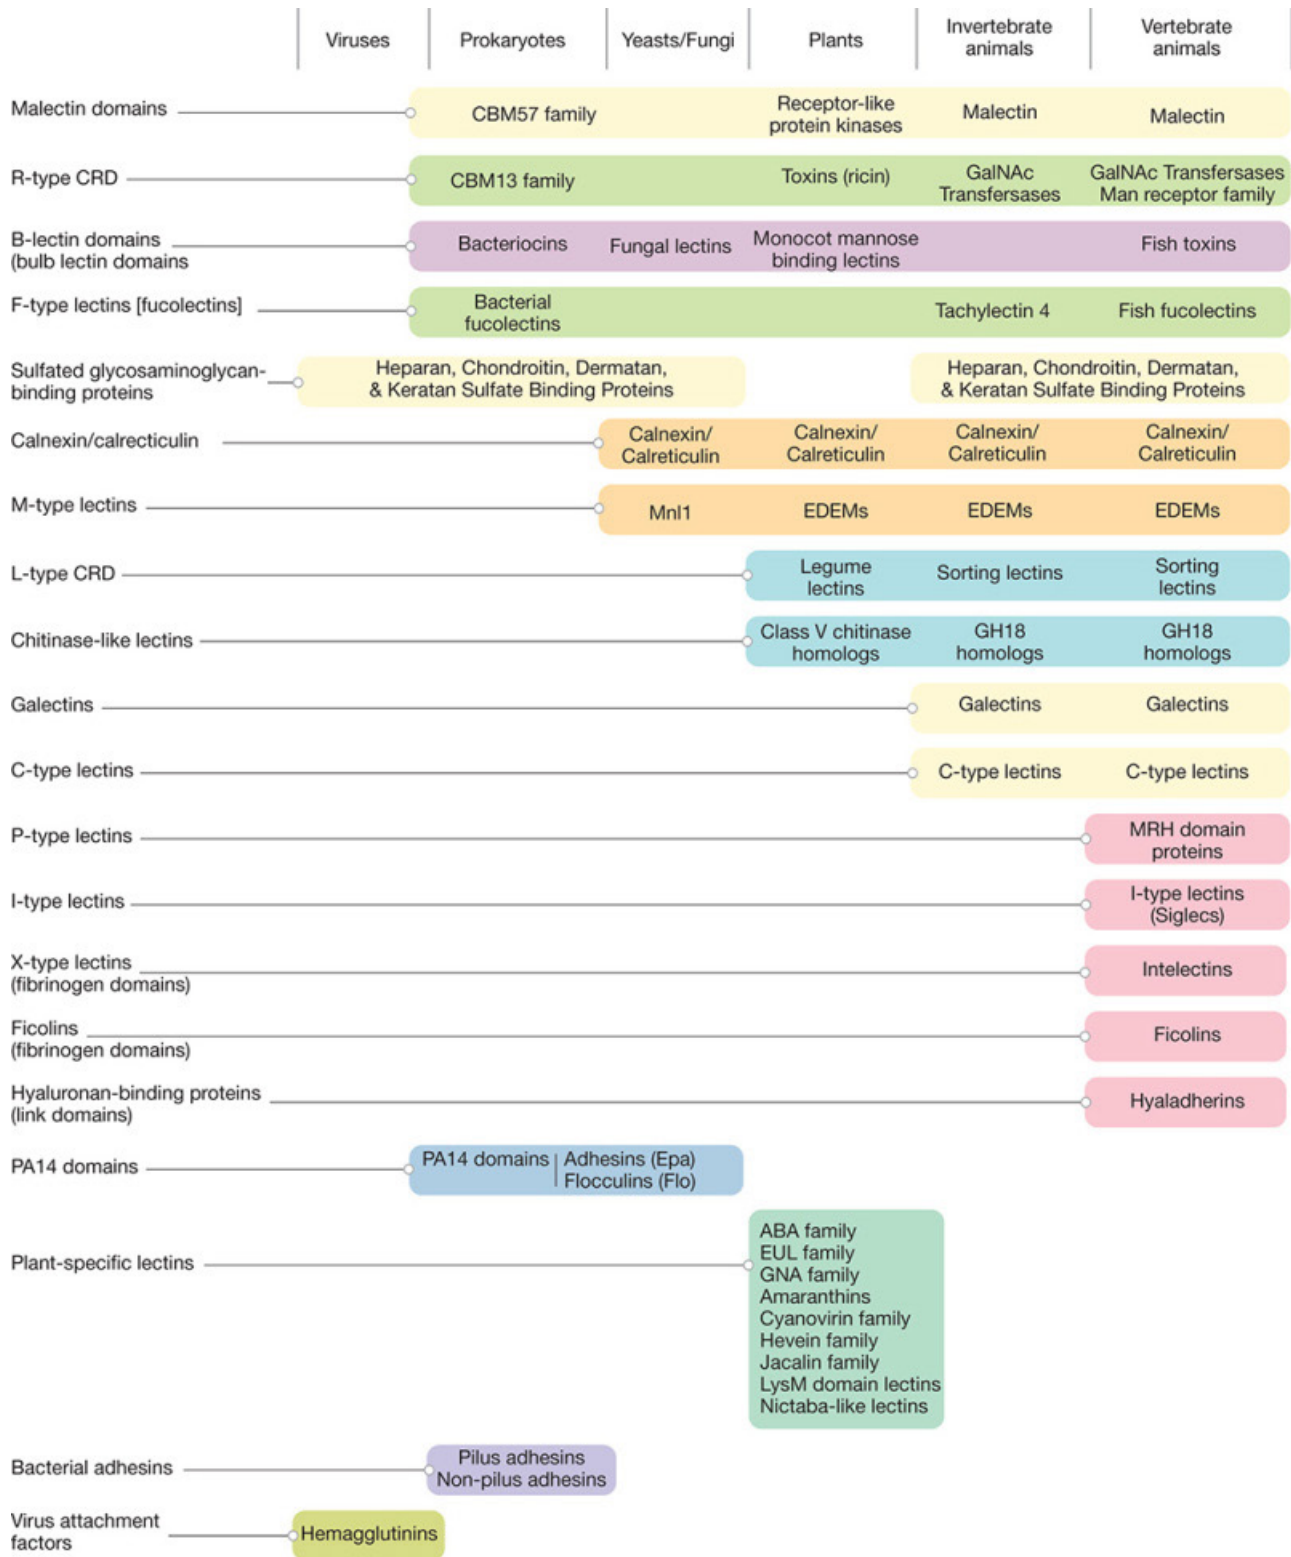 Viruses
Prokaryotes
Yeasts/Fungi
Plants
Invertebrate
animals
Vertebrate
animals
Malectin domains
CBM57 family
Receptor-like
protein kinases
Malectin
Malectin
R-type CRD
CBM13 family
Toxins (ricin)
GalNAc
Transfersases
GalNAc Transfersases
Man receptor family
B-lectin domains
(bulb lectin domains
Bacteriocins
Fungal lectins
Monocot mannose
binding lectins
Fish toxins
F-type lectins [fucolectins]
Bacterial
fucolectins
Tachylectin 4
Fish fucolectins
Sulfated glycosaminoglycan-
binding proteins
Heparan, Chondroitin, Dermatan,
& Keratan Sulfate Binding Proteins
Heparan, Chondroitin, Dermatan,
& Keratan Sulfate Binding Proteins
Calnexin/calrecticulin
Calnexin/
Calreticulin
Calnexin/
Calreticulin
Calnexin/
Calreticulin
Calnexin/
Calreticulin
M-type lectins
Mnl1
EDEMs
EDEMs
EDEMs
L-type CRD
Legume
lectins
Sorting lectins
Sorting
lectins
Chitinase-like lectins
Class V chitinase
homologs
GH18
homologs
GH18
homologs
Galectins
Galectins
Galectins
C-type lectins
C-type lectins
C-type lectins
P-type lectins
MRH domain
proteins
I-type lectins
I-type lectins
(Siglecs)
X-type lectins
(fibrinogen domains)
Intelectins
Ficolins
(fibrinogen domains)
Ficolins
Hyaluronan-binding proteins
(link domains)
Hyaladherins
PA14 domains
PA14 domains
Adhesins (Epa)
Flocculins (Flo)
Plant-specific lectins
ABA family
EUL family
GNA family
Amaranthins
Cyanovirin family
Hevein family
Jacalin family
LysM domain lectins
Nictaba-like lectins
Bacterial adhesins
Pilus adhesins
Non-pilus adhesins
Virus attachment
factors
Hemagglutinins